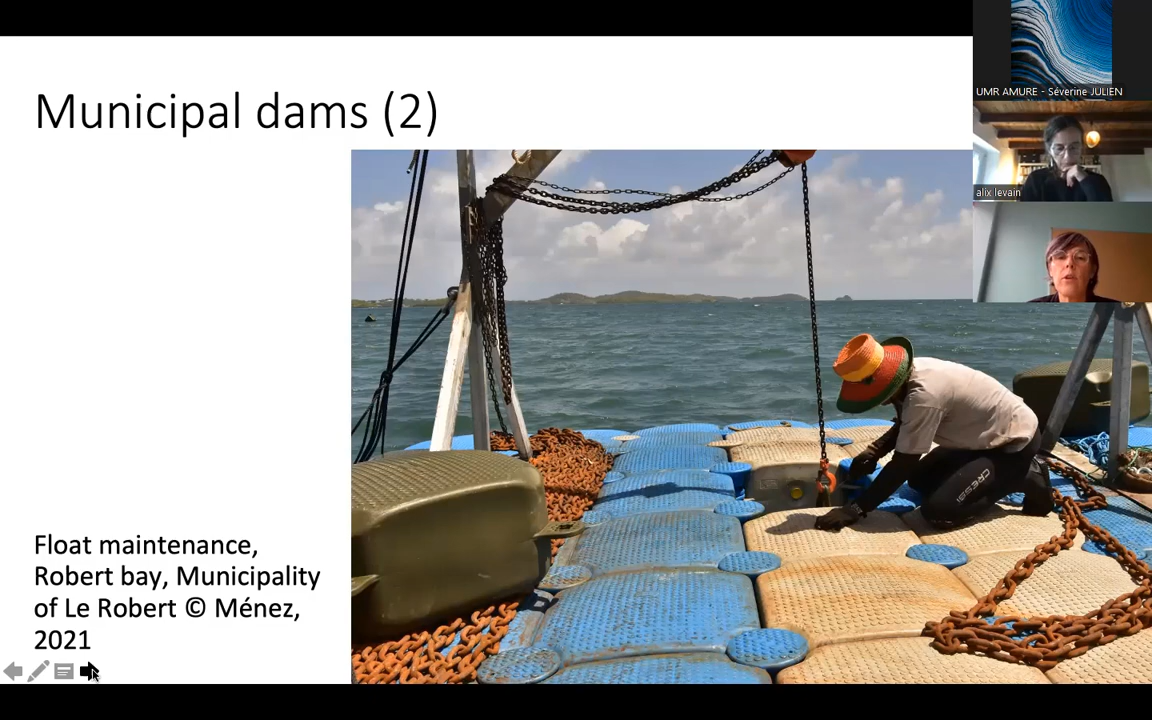 Municipal dams (2)
UMR AMURE - Séverine JULIEN
alix levain
CRESSI
Float maintenance,
Robert bay, Municipality
of Le Robert © Ménez,
2021